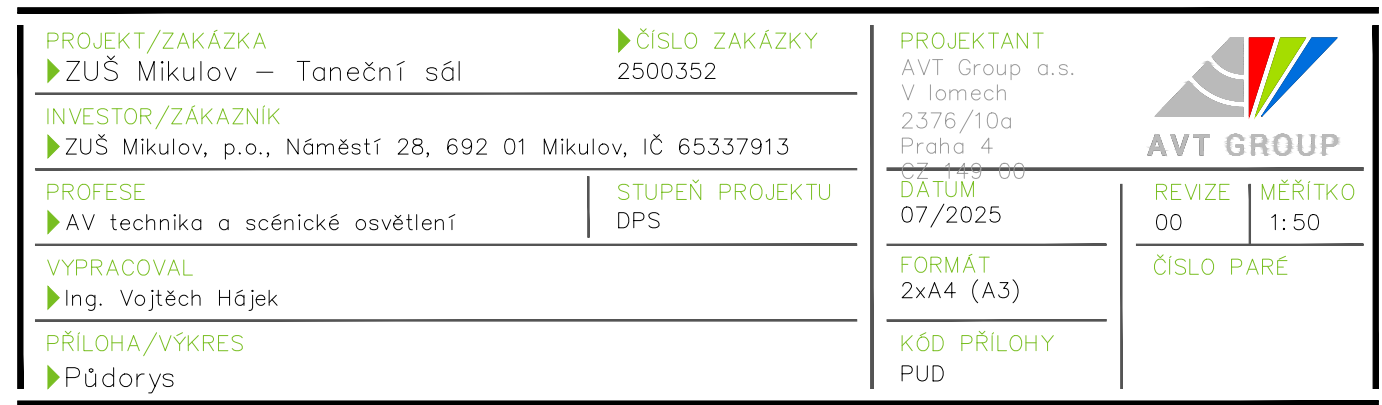 PROJEKT/ZAKÁZKA
ZUŠ Mikulov – Taneční sál
ČÍSLO ZAKÁZKY
2500352
INVESTOR/ZÁKAZNÍK
ZUŠ Mikulov, p.o., Náměstí 28, 692 01 Mikulov, IČ 65337913
PROFESE
AV technika a scénické osvětlení
STUPEŇ PROJEKTU
DPS
VYPRACOVAL
Ing. Vojtěch Hájek
PŘÍLOHA/VÝKRES
Půdorys
PROJEKTANT
AVT Group a.s.
V lomech
2376/10a
Praha 4
CZ 149 00
AVT GROUP
DATUM
07/2025
REVIZE
00
MĚŘÍTKO
1:50
FORMÁT
2xA4 (A3)
ČÍSLO PARÉ
KÓD PŘÍLOHY
PUD